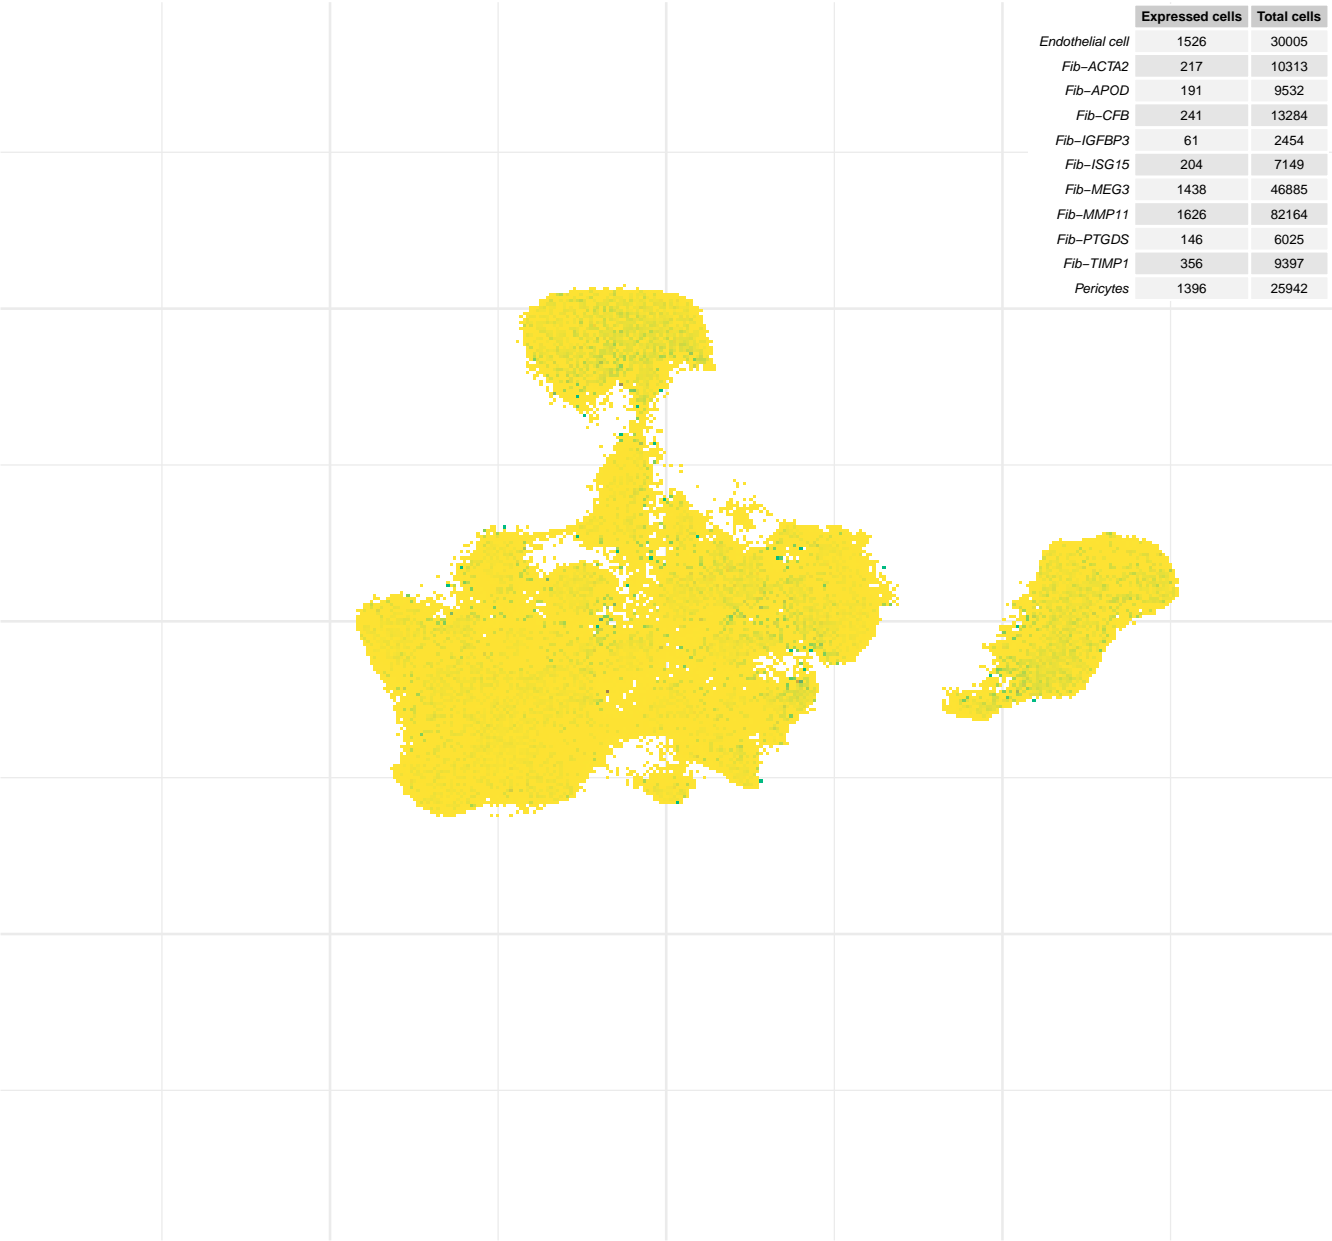 Expressed cells Total cells
Endothelial cell 1526 30005
Fib−ACTA2 217 10313
Fib−APOD 191 9532
Fib−CFB 241 13284
Fib−IGFBP3 61 2454
Fib−ISG15 204 7149
Fib−MEG3 1438 46885
Fib−MMP11 1626 82164
Fib−PTGDS 146 6025
Fib−TIMP1 356 9397
Pericytes 1396 25942